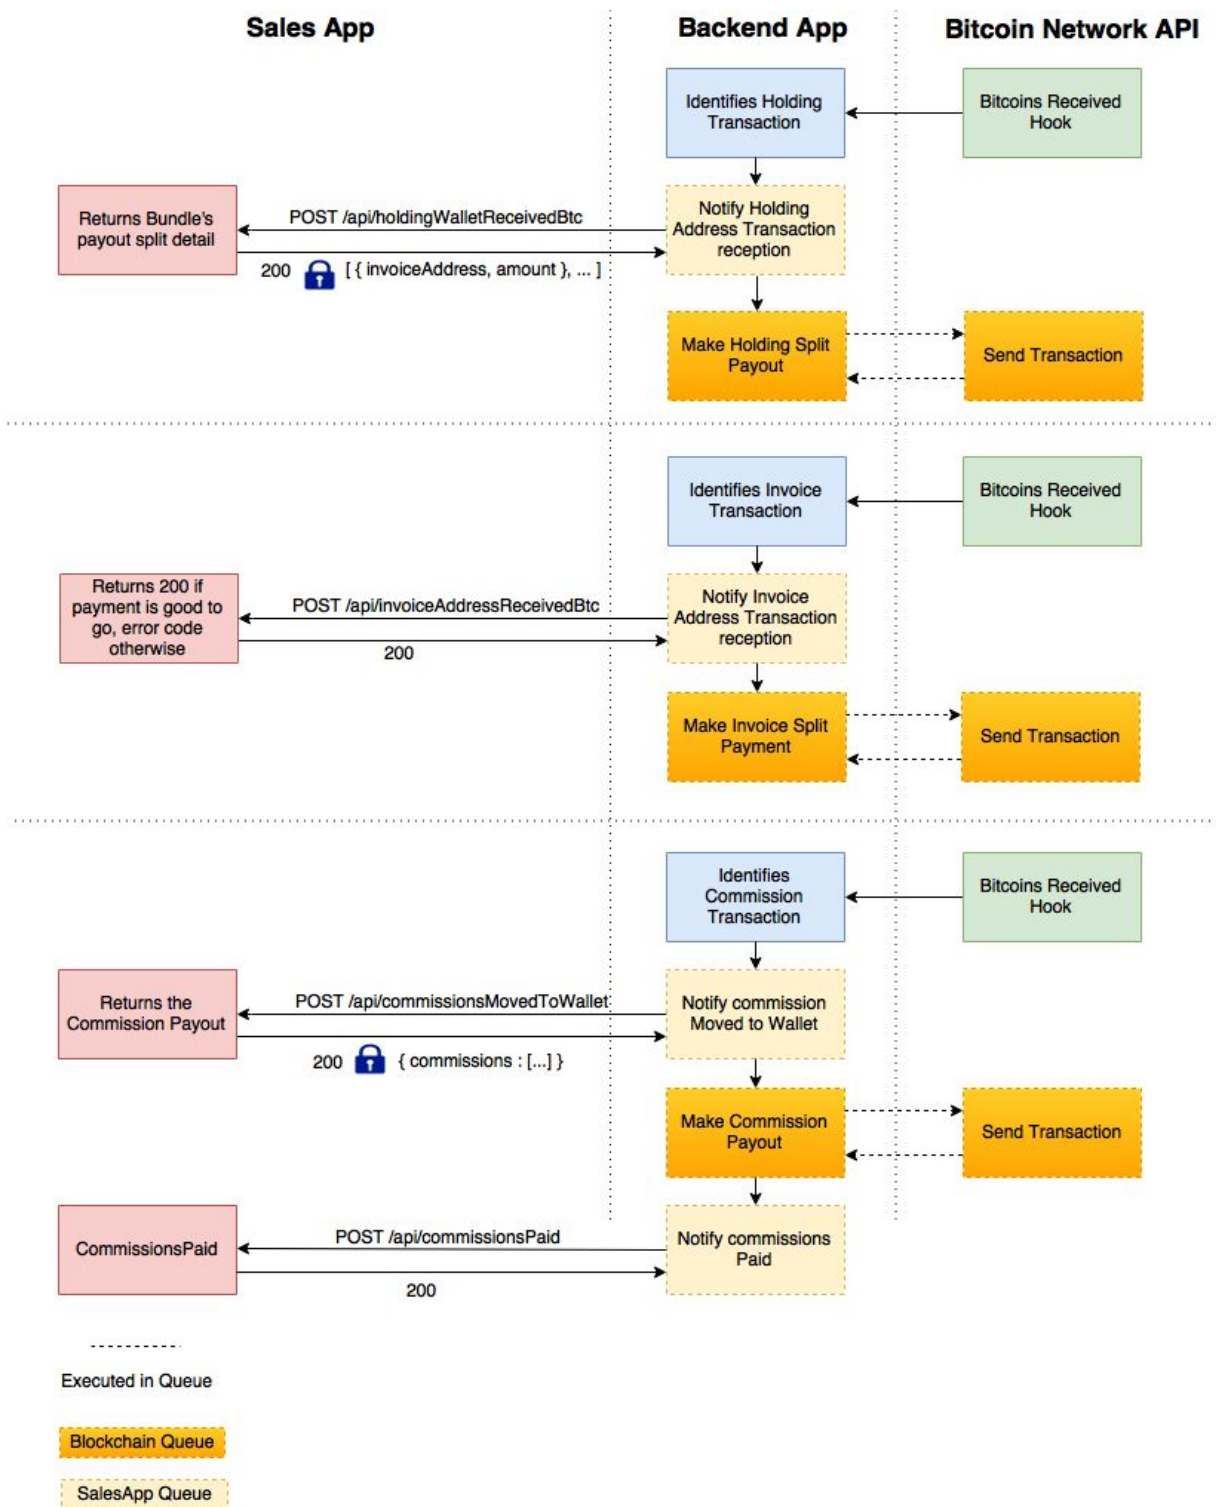 Sales App
Backend App
Bitcoin Network API
Identifies Holding
Transaction
Bitcoins Received
Hook
Returns Bundle's
payout split detail
POST /api/holdingWalletReceivedBtc
200
[ { invoiceAddress, amount }, ... ]
Notify Holding
Address Transaction
reception
Make Holding Split
Payout
Send Transaction
Identifies Invoice
Transaction
Bitcoins Received
Hook
Returns 200 if
payment is good to
go, error code
otherwise
POST /api/invoiceAddressReceivedBtc
200
Notify Invoice
Address Transaction
reception
Make Invoice Split
Payment
Send Transaction
Identifies
Commission
Transaction
Bitcoins Received
Hook
Returns the
Commission Payout
POST /api/commissionsMovedToWallet
200
{ commissions : [...] }
Notify commission
Moved to Wallet
Make Commission
Payout
Send Transaction
CommissionsPaid
POST /api/commissionsPaid
200
Notify commissions
Paid
Executed in Queue
Blockchain Queue
SalesApp Queue